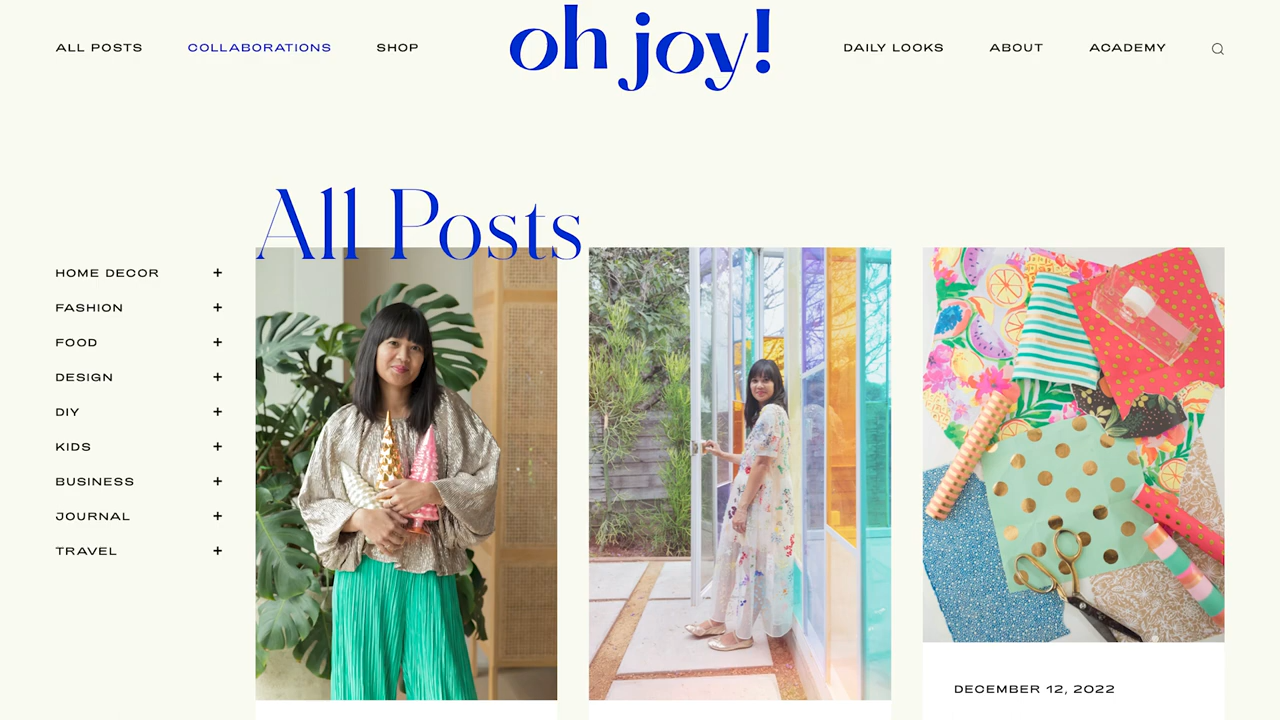 ALL POSTS
COLLABORATIONS
SHOP
oh joy!
DAILY LOOKS
ABOUT
ACADEMY
All Posts
HOME DECOR +
FASHION +
FOOD +
DESIGN +
DIY +
KIDS +
BUSINESS +
JOURNAL +
TRAVEL +
DECEMBER 12, 2022